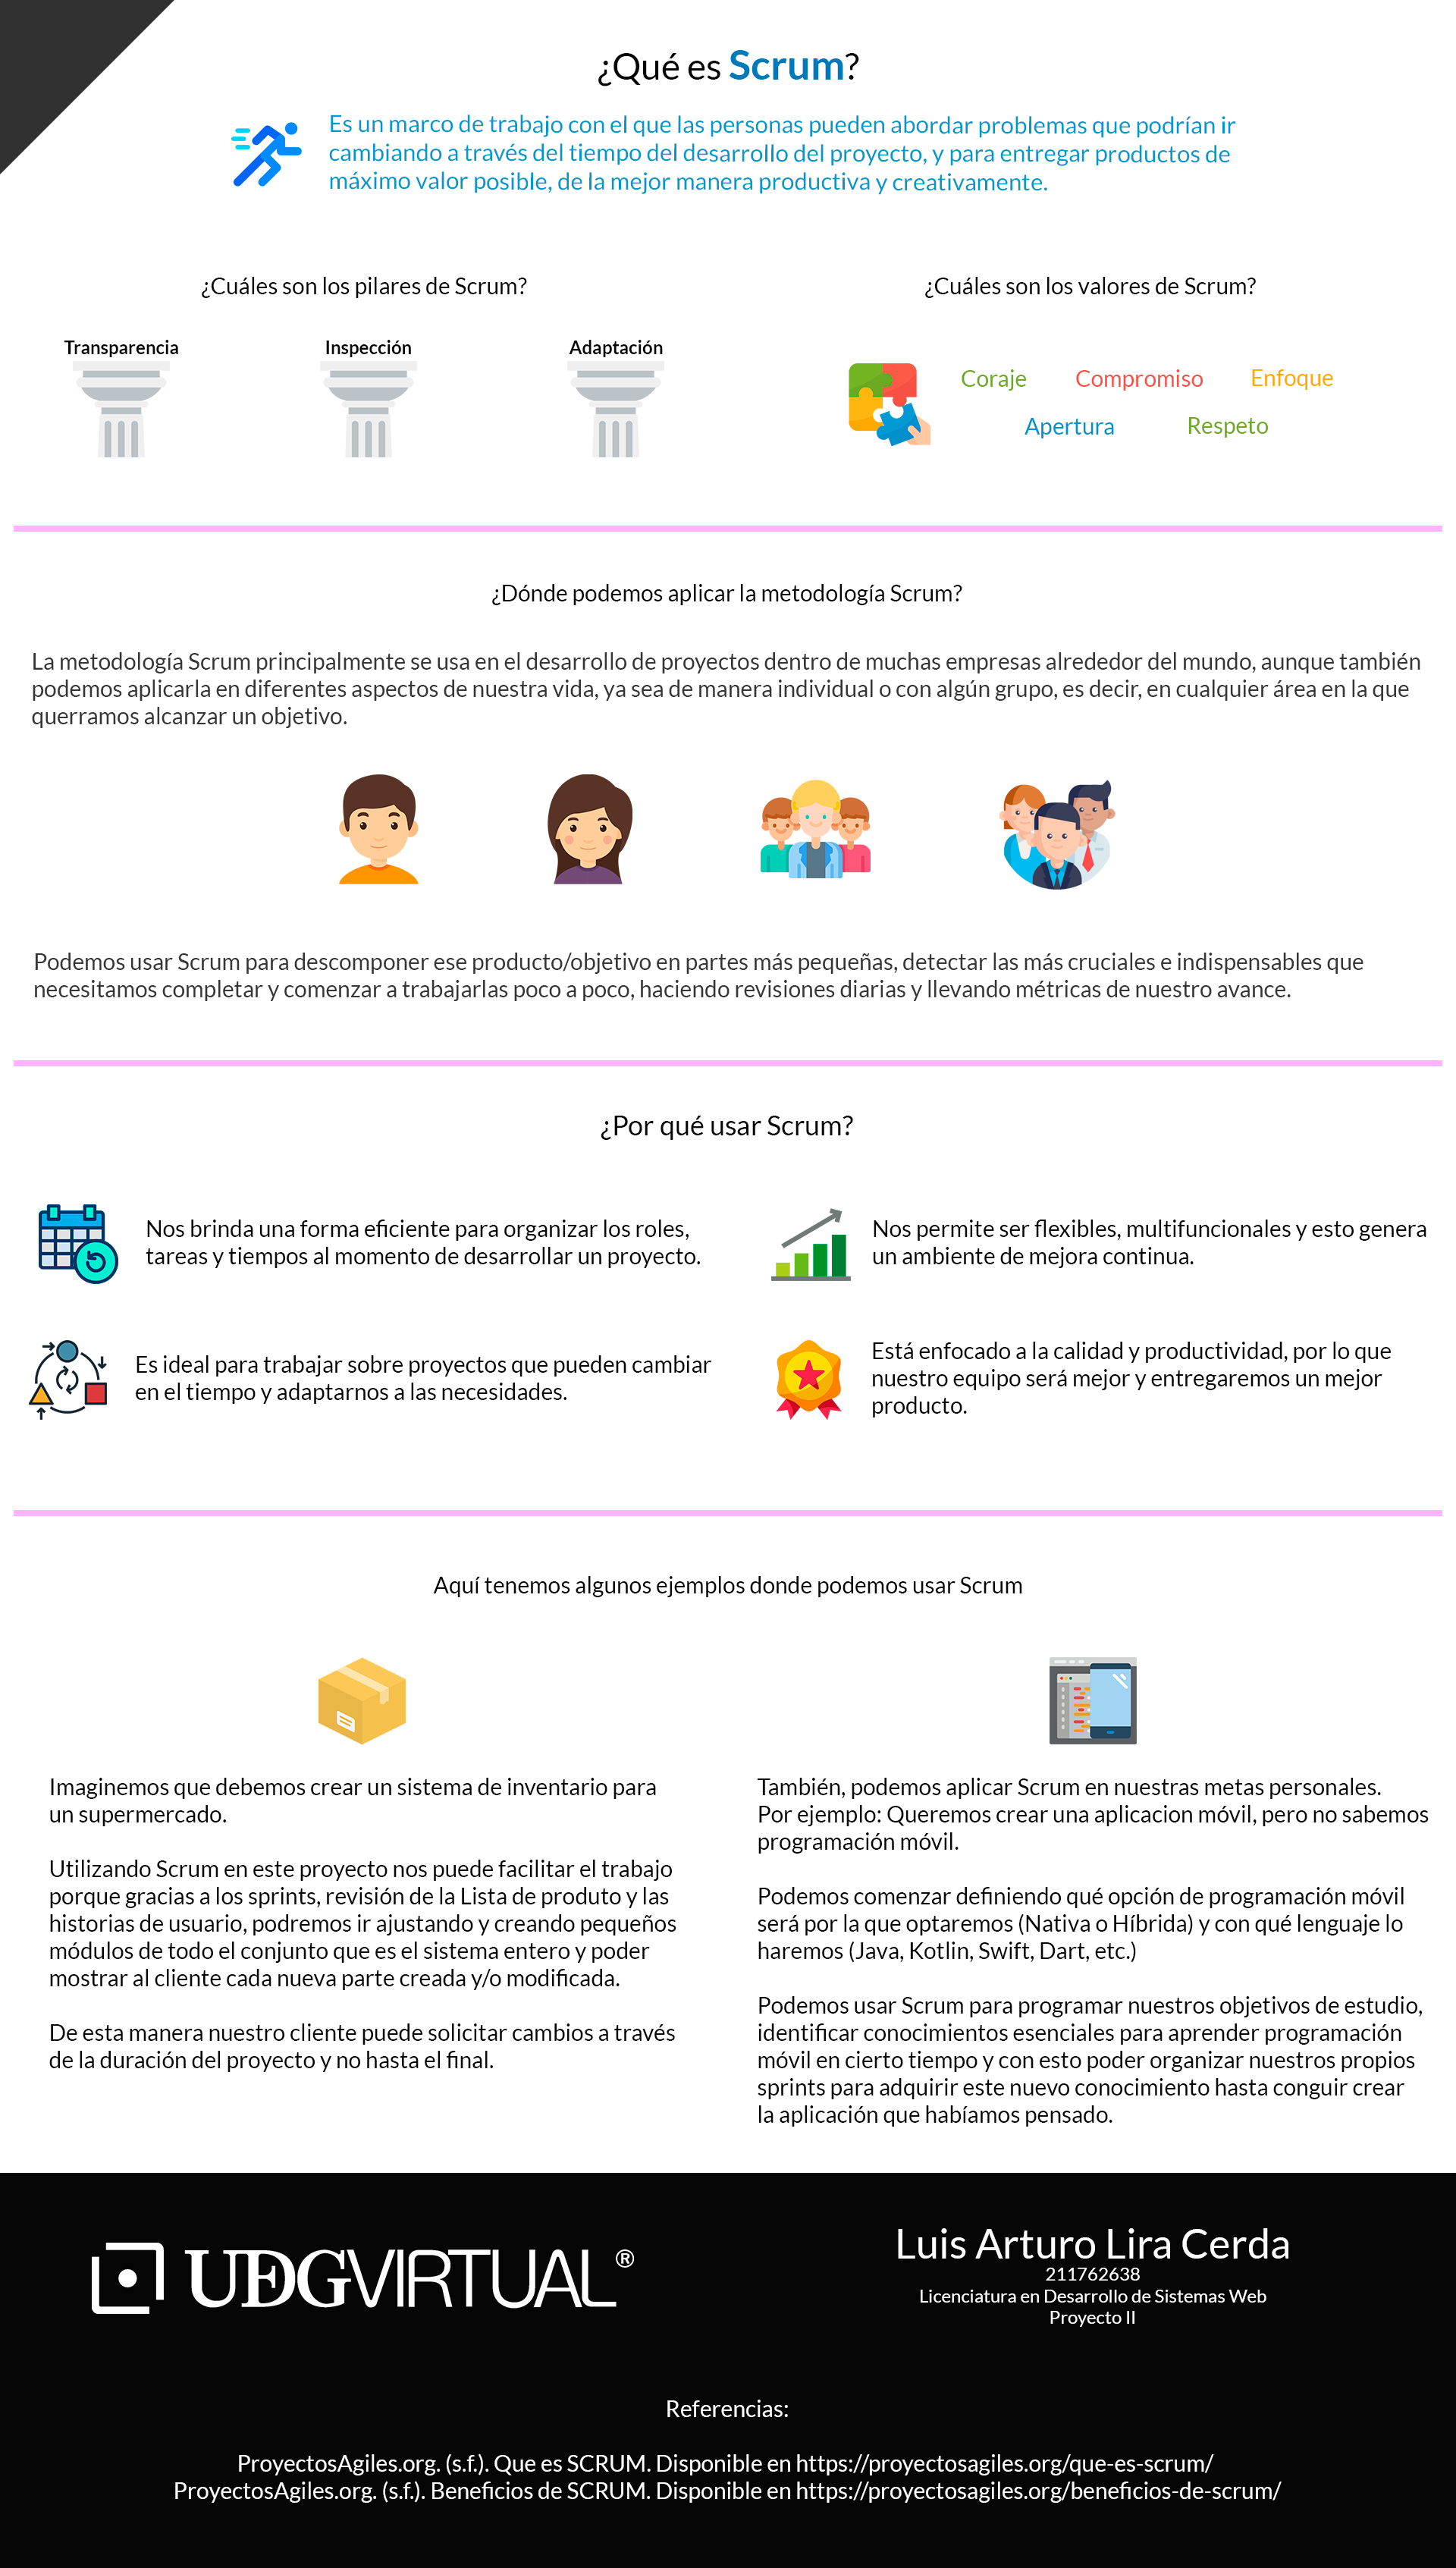 ¿Qué es Scrum?
Es un marco de trabajo con el que las personas pueden abordar problemas que podrían ir
cambiando a través del tiempo del desarrollo del proyecto, y para entregar productos de
máximo valor posible, de la mejor manera productiva y creativamente.
¿Cuáles son los pilares de Scrum?
Transparencia
Inspección
Adaptación
¿Cuáles son los valores de Scrum?
Coraje
Compromiso
Enfoque
Apertura
Respeto
¿Dónde podemos aplicar la metodología Scrum?
La metodología Scrum principalmente se usa en el desarrollo de proyectos dentro de muchas empresas alrededor del mundo, aunque también
podemos aplicarla en diferentes aspectos de nuestra vida, ya sea de manera individual o con algún grupo, es decir, en cualquier área en la que
querramos alcanzar un objetivo.
Podemos usar Scrum para descomponer ese producto/objetivo en partes más pequeñas, detectar las más cruciales e indispensables que
necesitamos completar y comenzar a trabajarlas poco a poco, haciendo revisiones diarias y llevando métricas de nuestro avance.
¿Por qué usar Scrum?
Nos brinda una forma eficiente para organizar los roles,
tareas y tiempos al momento de desarrollar un proyecto.
Nos permite ser flexibles, multifuncionales y esto genera
un ambiente de mejora continua.
Es ideal para trabajar sobre proyectos que pueden cambiar
en el tiempo y adaptarnos a las necesidades.
Está enfocado a la calidad y productividad, por lo que
nuestro equipo será mejor y entregaremos un mejor
producto.
Aquí tenemos algunos ejemplos donde podemos usar Scrum
Imaginemos que debemos crear un sistema de inventario para
un supermercado.
Utilizando Scrum en este proyecto nos puede facilitar el trabajo
porque gracias a los sprints, revisión de la Lista de produto y las
historias de usuario, podremos ir ajustando y creando pequeños
módulos de todo el conjunto que es el sistema entero y poder
mostrar al cliente cada nueva parte creada y/o modificada.
De esta manera nuestro cliente puede solicitar cambios a través
de la duración del proyecto y no hasta el final.
También, podemos aplicar Scrum en nuestras metas personales.
Por ejemplo: Queremos crear una aplicacion móvil, pero no sabemos
programación móvil.
Podemos comenzar definiendo qué opción de programación móvil
será por la que optaremos (Nativa o Híbrida) y con qué lenguaje lo
haremos (Java, Kotlin, Swift, Dart, etc.)
Podemos usar Scrum para programar nuestros objetivos de estudio,
identificar conocimientos esenciales para aprender programación
móvil en cierto tiempo y con esto poder organizar nuestros propios
sprints para adquirir este nuevo conocimiento hasta conguir crear
la aplicación que habíamos pensado.
UDGVIRTUAL®
Luis Arturo Lira Cerda
211762638
Licenciatura en Desarrollo de Sistemas Web
Proyecto II
Referencias:
ProyectosAgiles.org. (s.f.). Que es SCRUM. Disponible en https://proyectosagiles.org/que-es-scrum/
ProyectosAgiles.org. (s.f.). Beneficios de SCRUM. Disponible en https://proyectosagiles.org/beneficios-de-scrum/